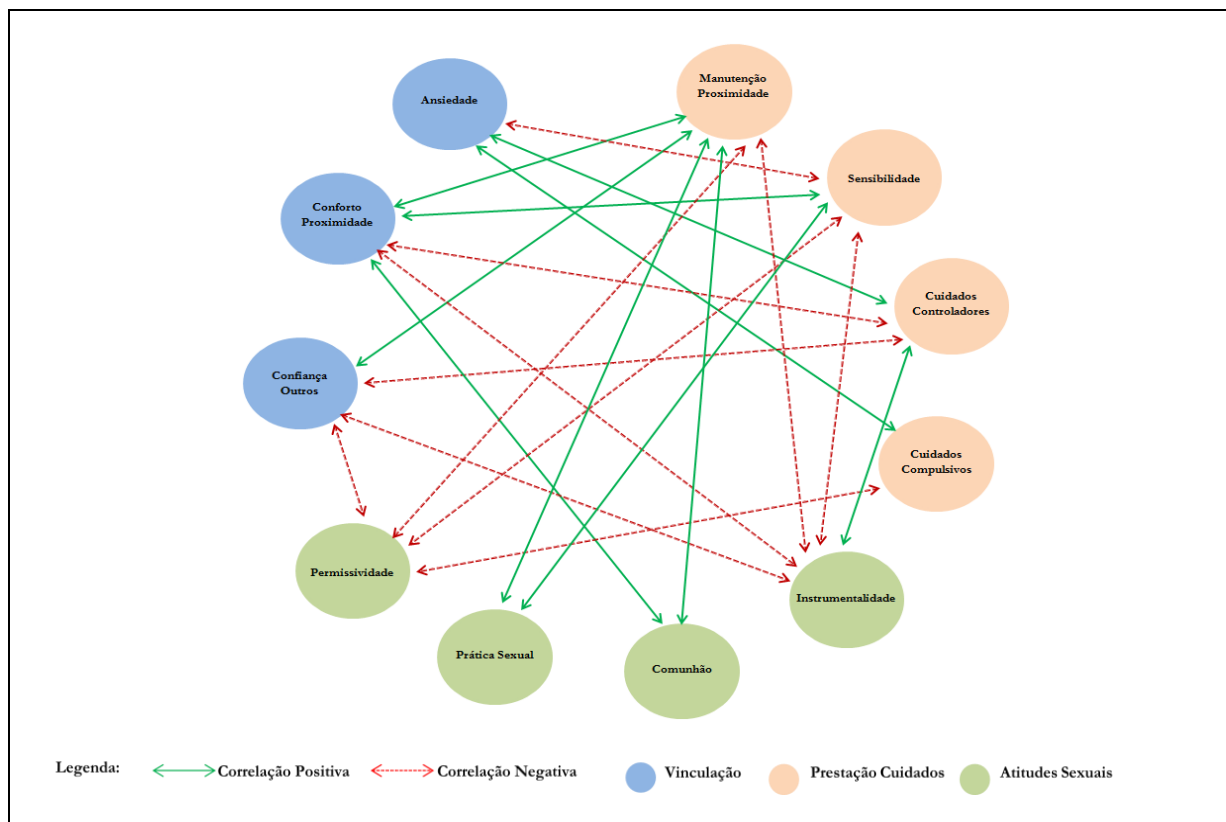 Ansiedade
Manutenção
Proximidade
Sensibilidade
Conforto
Proximidade
Cuidados
Controladores
Confiança
Outros
Cuidados
Compulsivos
Permissividade
Instrumentalidade
Prática Sexual
Comunhão
Legenda:
Correlação Positiva
Correlação Negativa
Vinculação
Prestação Cuidados
Atitudes Sexuais